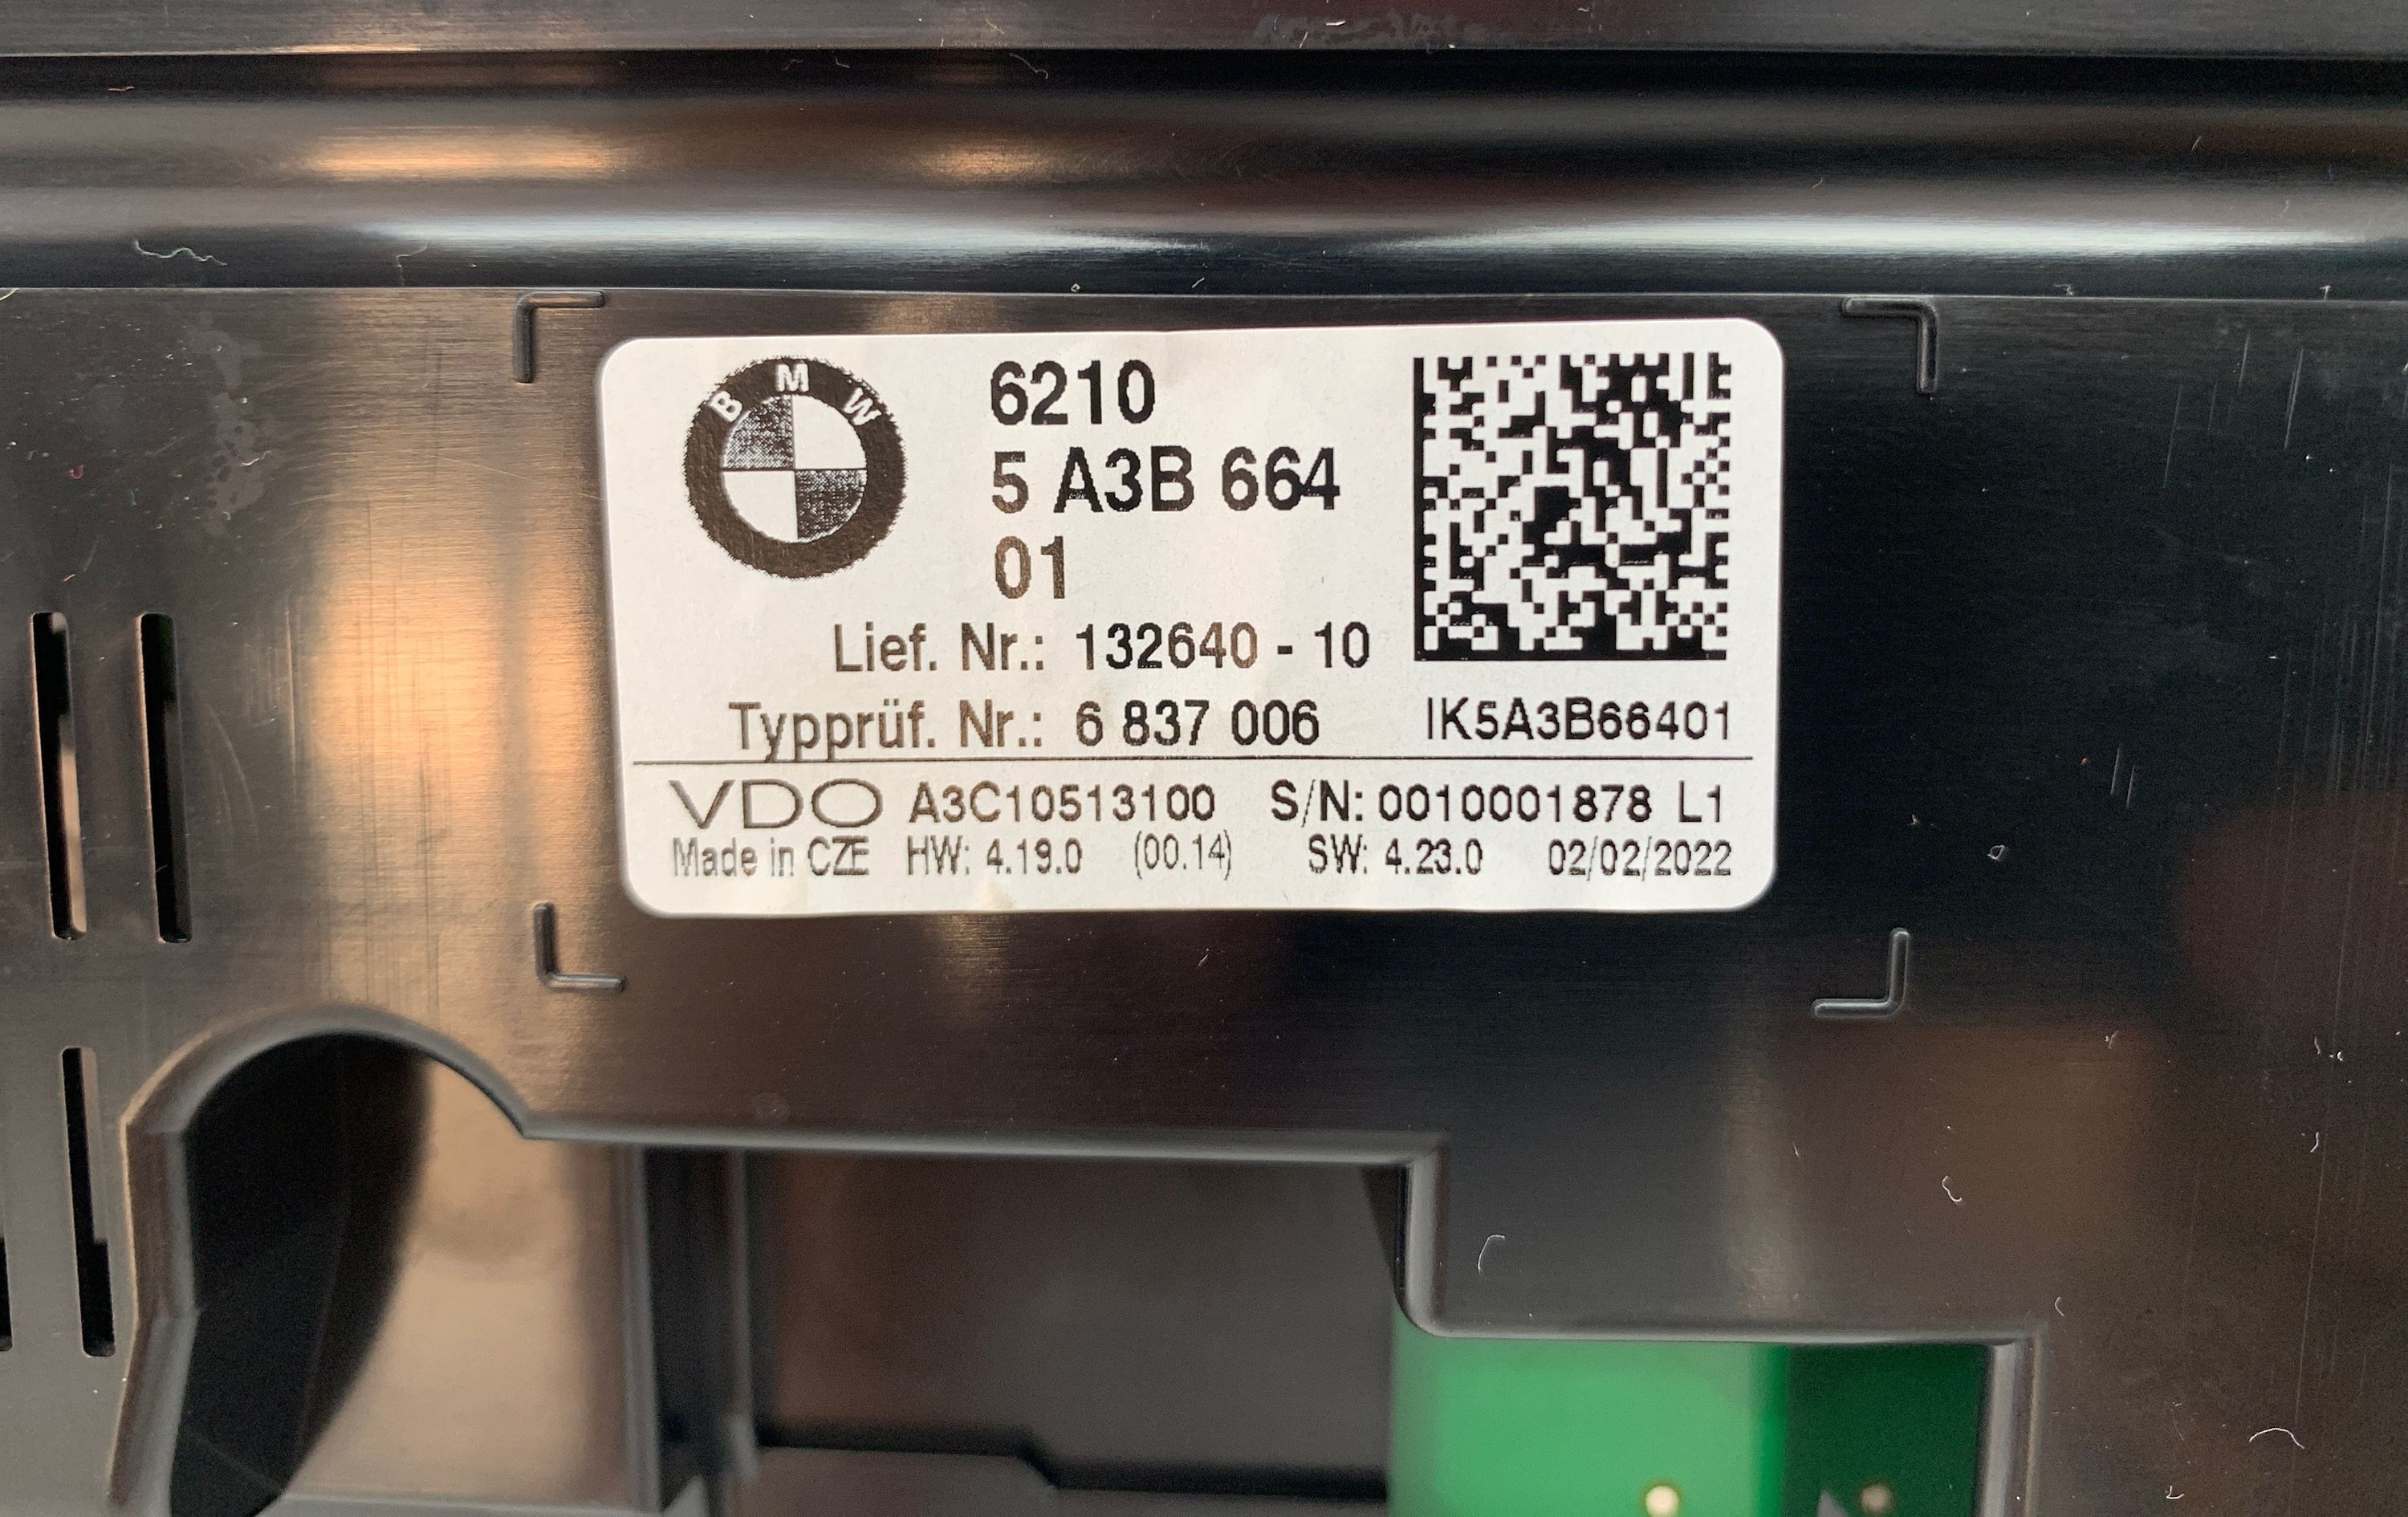 BMW
6210
5 A3B 664
01
Lief. Nr.: 132640 - 10
Typprüf. Nr.: 6 837 006
IK5A3B66401
VDO A3C10513100 S/N: 0010001878 L1
Made in CZE HW: 4.19.0 (00.14) SW: 4.23.0 02/02/2022